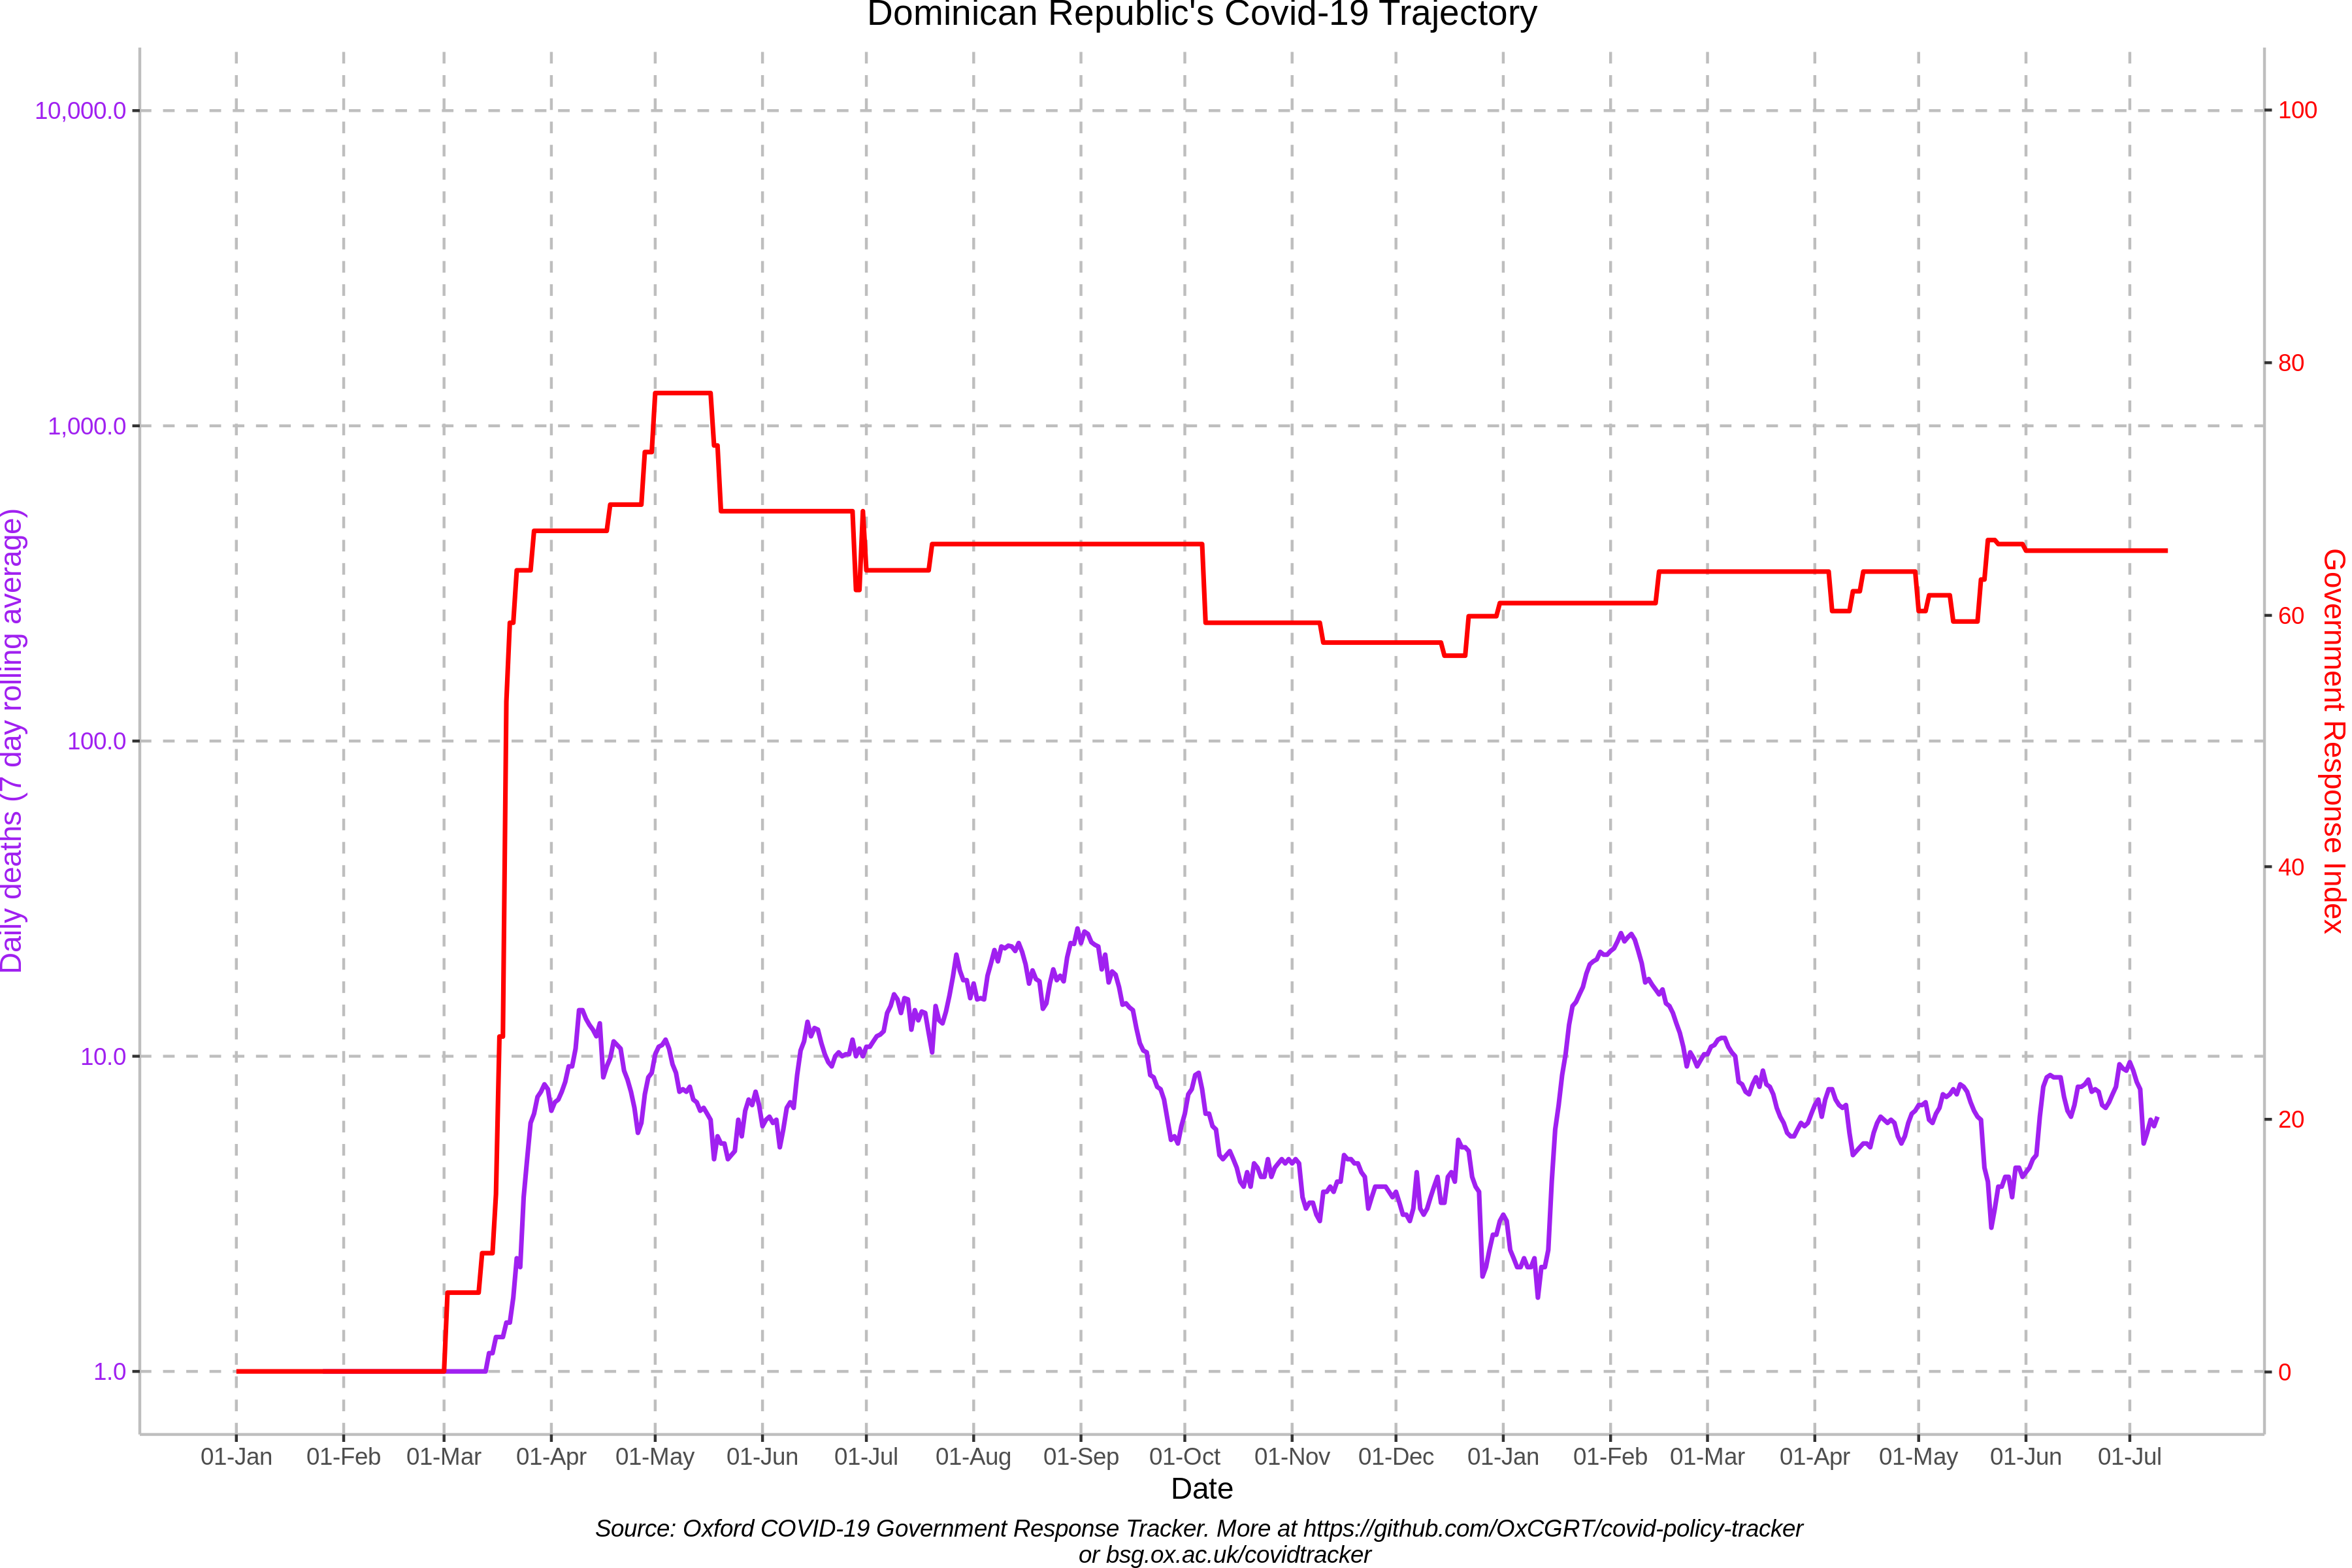 Dominican Republic's Covid-19 Trajectory
10,000.0
1,000.0
100.0
10.0
1.0
Daily deaths (7 day rolling average)
100
80
60
40
20
0
Government Response Index
01-Jan 01-Feb 01-Mar 01-Apr 01-May 01-Jun 01-Jul 01-Aug 01-Sep 01-Oct 01-Nov 01-Dec 01-Jan 01-Feb 01-Mar 01-Apr 01-May 01-Jun 01-Jul
Date
Source: Oxford COVID-19 Government Response Tracker. More at https://github.com/OxCGRT/covid-policy-tracker
or bsg.ox.ac.uk/covidtracker